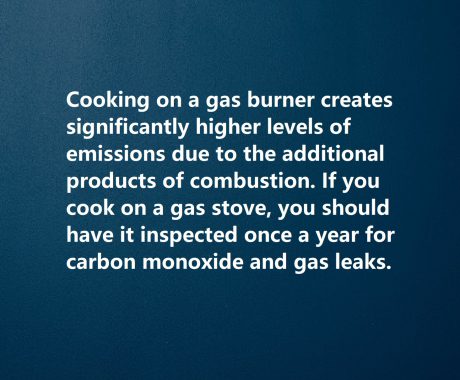 Cooking on a gas burner creates
significantly higher levels of
emissions due to the additional
products of combustion. If you
cook on a gas stove, you should
have it inspected once a year for
carbon monoxide and gas leaks.